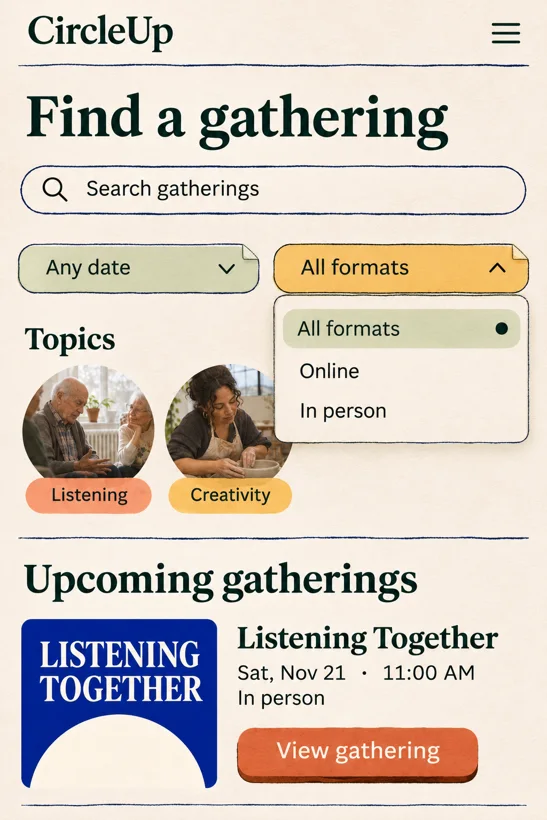 CircleUp
Find a gathering
Search gatherings
Any date
All formats
All formats
Online
In person
Topics
Listening
Creativity
Upcoming gatherings
LISTENING
TOGETHER
Listening Together
Sat, Nov 21 · 11:00 AM
In person
View gathering